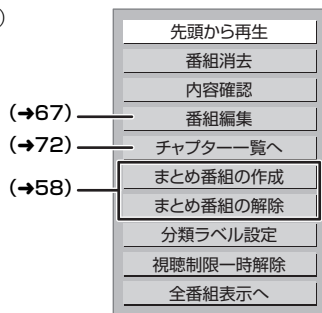 )
先頭から再生
番組消去
内容確認
(➔67) 番組編集
(➔72) チャプター一覧へ
(➔58) まとめ番組の作成
まとめ番組の解除
分類ラベル設定
視聴制限一時解除
全番組表示へ